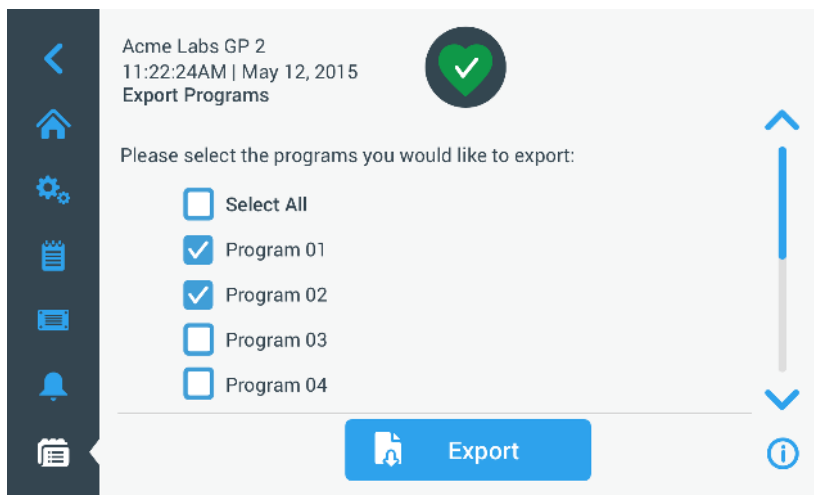 Acme Labs GP 2
11:22:24AM | May 12, 2015
Export Programs
Please select the programs you would like to export:
Select All
Program 01
Program 02
Program 03
Program 04
Export